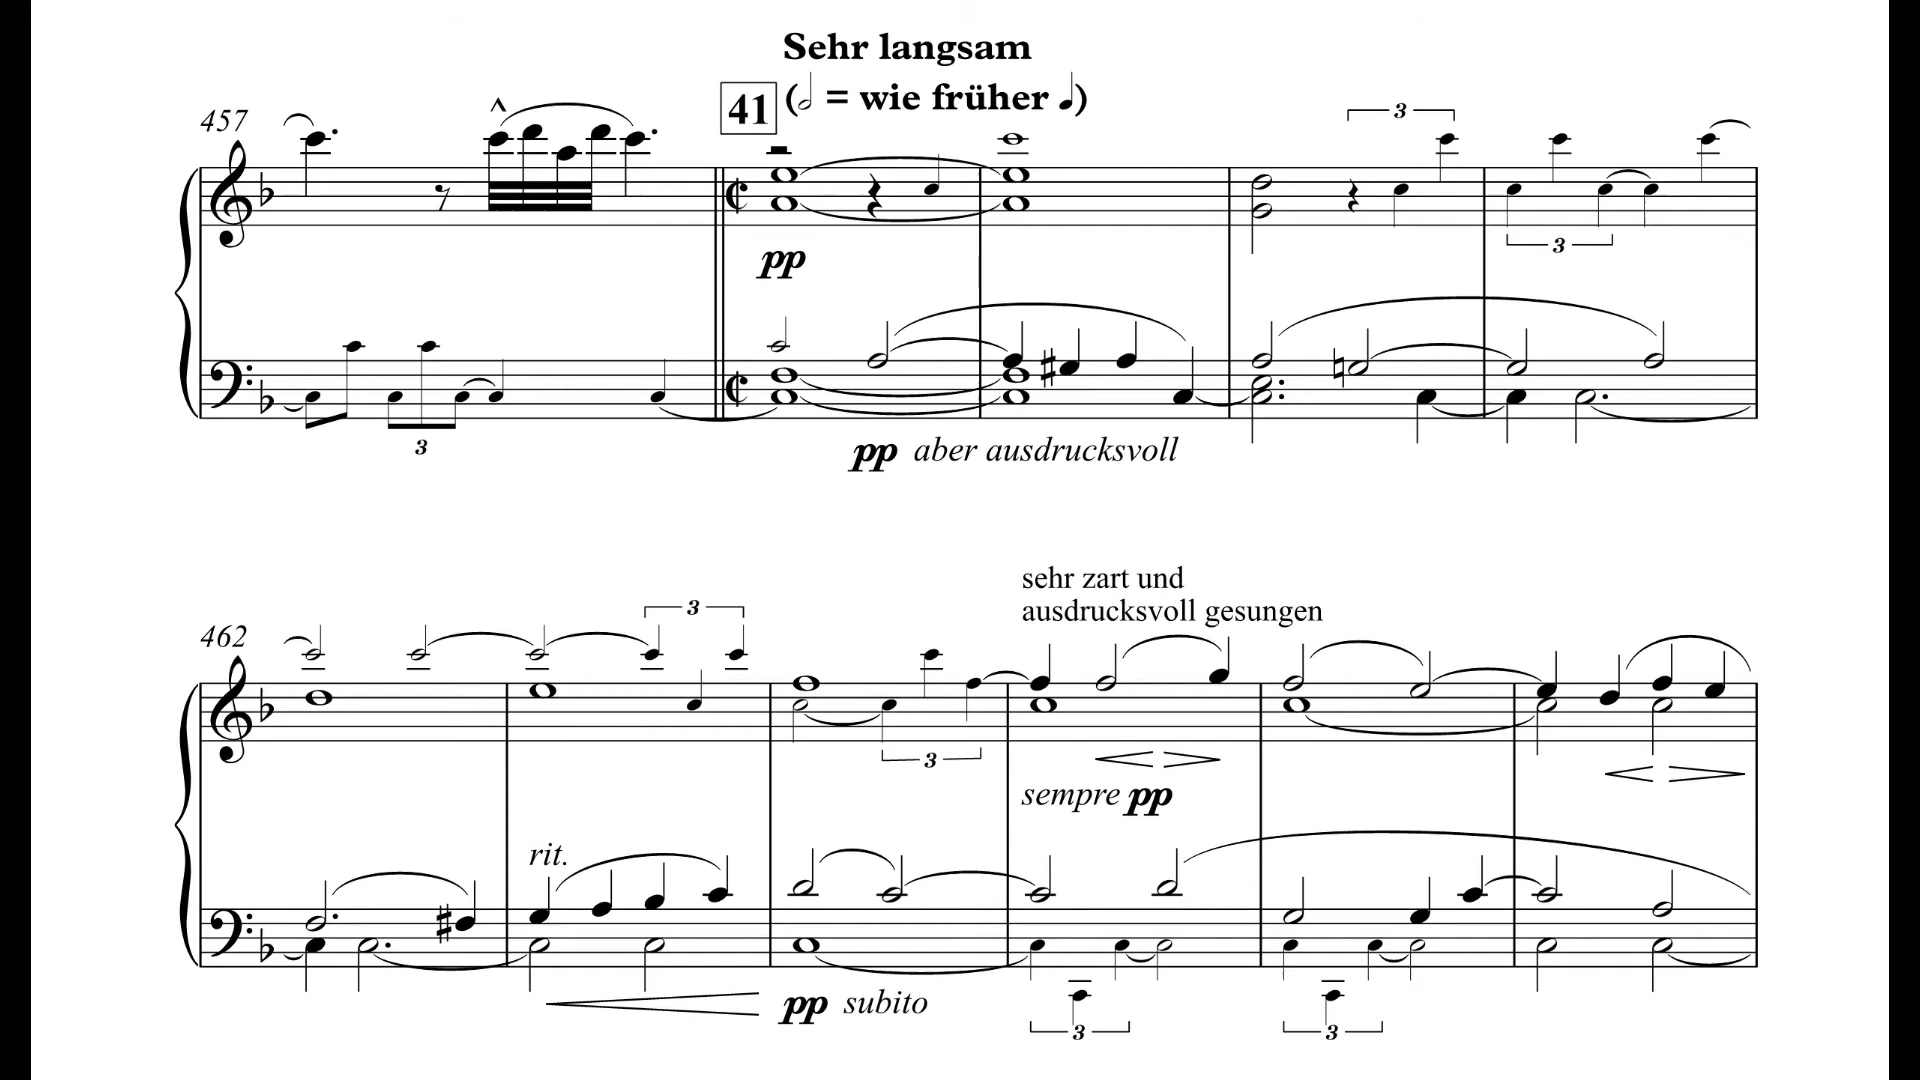 Sehr langsam
457
41
(𝅗𝅥 = wie früher ♩)
3
pp
3
3
pp aber ausdrucksvoll
sehr zart und
ausdrucksvoll gesungen
462
3
3
sempre pp
rit.
pp subito
3
3